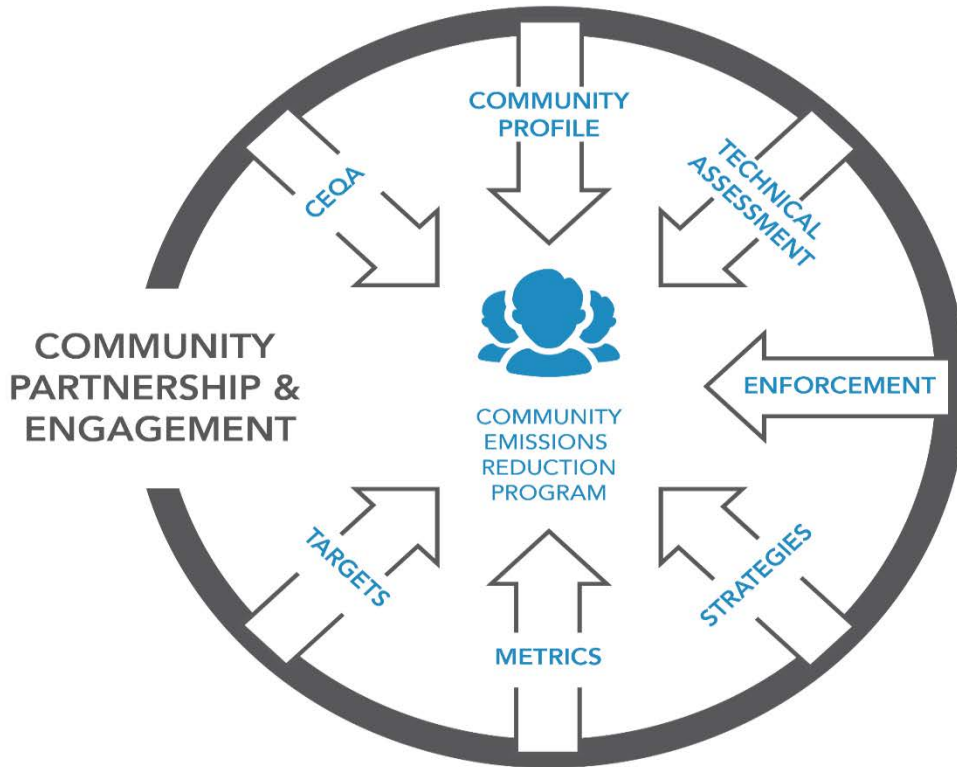 COMMUNITY
PROFILE
CEQA
TECHNICAL
ASSESSMENT
COMMUNITY
PARTNERSHIP &
ENGAGEMENT
ENFORCEMENT
COMMUNITY
EMISSIONS
REDUCTION
PROGRAM
TARGETS
STRATEGIES
METRICS